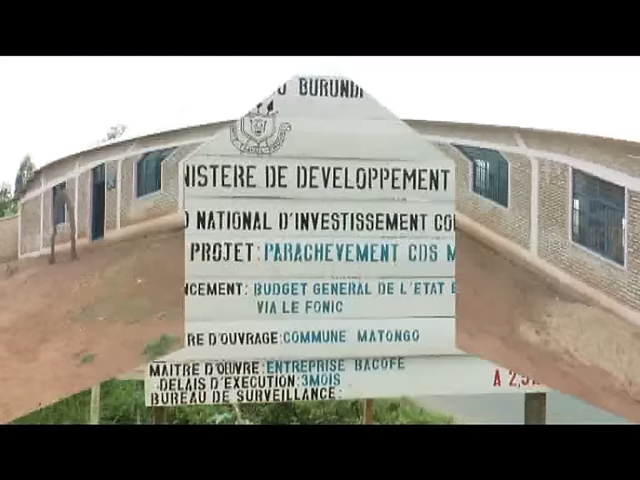 BURUNDI
NISTERE DE DEVELOPPEMENT
NATIONAL D'INVESTISSEMENT CO
PROJET: PARACHEVEMENT CDS M
NCEMENT: BUDGET GENERAL DE L'ETAT
VIA LE FONIC
RE D'OUVRAGE: COMMUNE MATONGO
MAITRE D'OEUVRE: ENTREPRISE BACOFE
DELAIS D'EXECUTION: 3MOIS
BUREAU DE SURVEILLANCE: